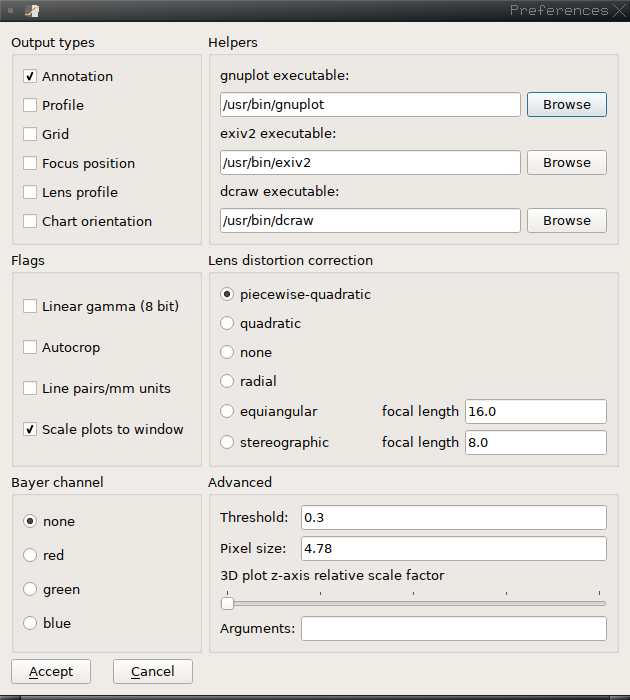 Preferences
Output types
Annotation
Profile
Grid
Focus position
Lens profile
Chart orientation
Helpers
gnuplot executable:
/usr/bin/gnuplot Browse
exiv2 executable:
/usr/bin/exiv2 Browse
dcraw executable:
/usr/bin/dcraw Browse
Flags
Linear gamma (8 bit)
Autocrop
Line pairs/mm units
Scale plots to window
Lens distortion correction
piecewise-quadratic
quadratic
none
radial
equiangular focal length 16.0
stereographic focal length 8.0
Bayer channel
none
red
green
blue
Advanced
Threshold: 0.3
Pixel size: 4.78
3D plot z-axis relative scale factor
Arguments:
Accept Cancel